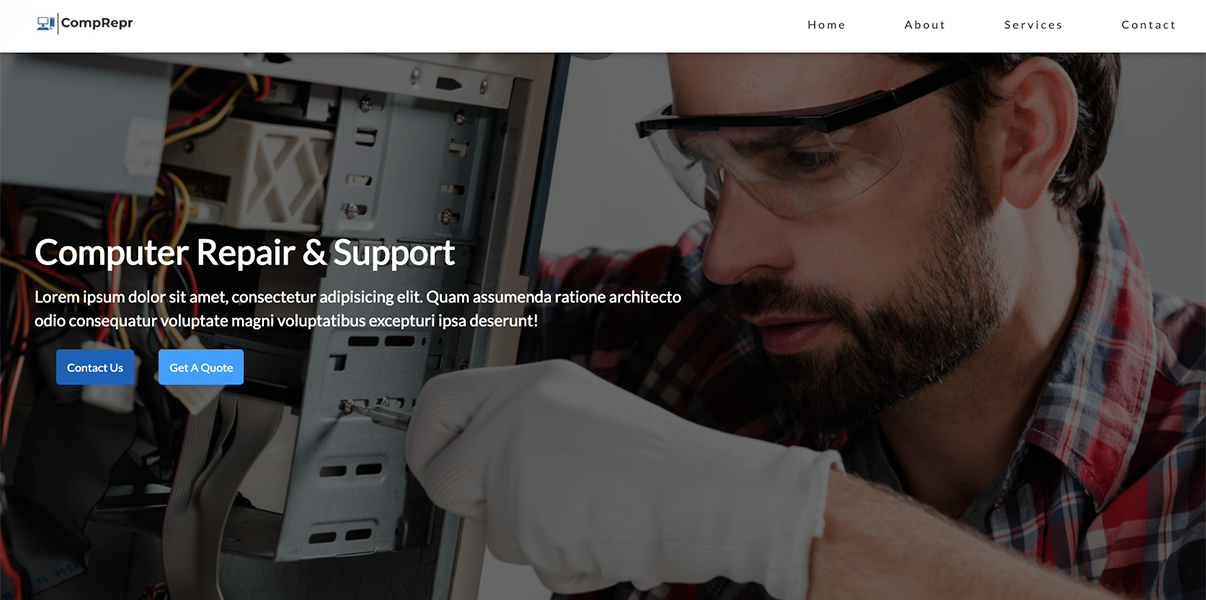 CompRepr
Home About Services Contact
Computer Repair & Support
Lorem ipsum dolor sit amet, consectetur adipisicing elit. Quam assumenda ratione architecto
odio consequatur voluptate magni voluptatibus excepturi ipsa deserunt!
Contact Us Get A Quote